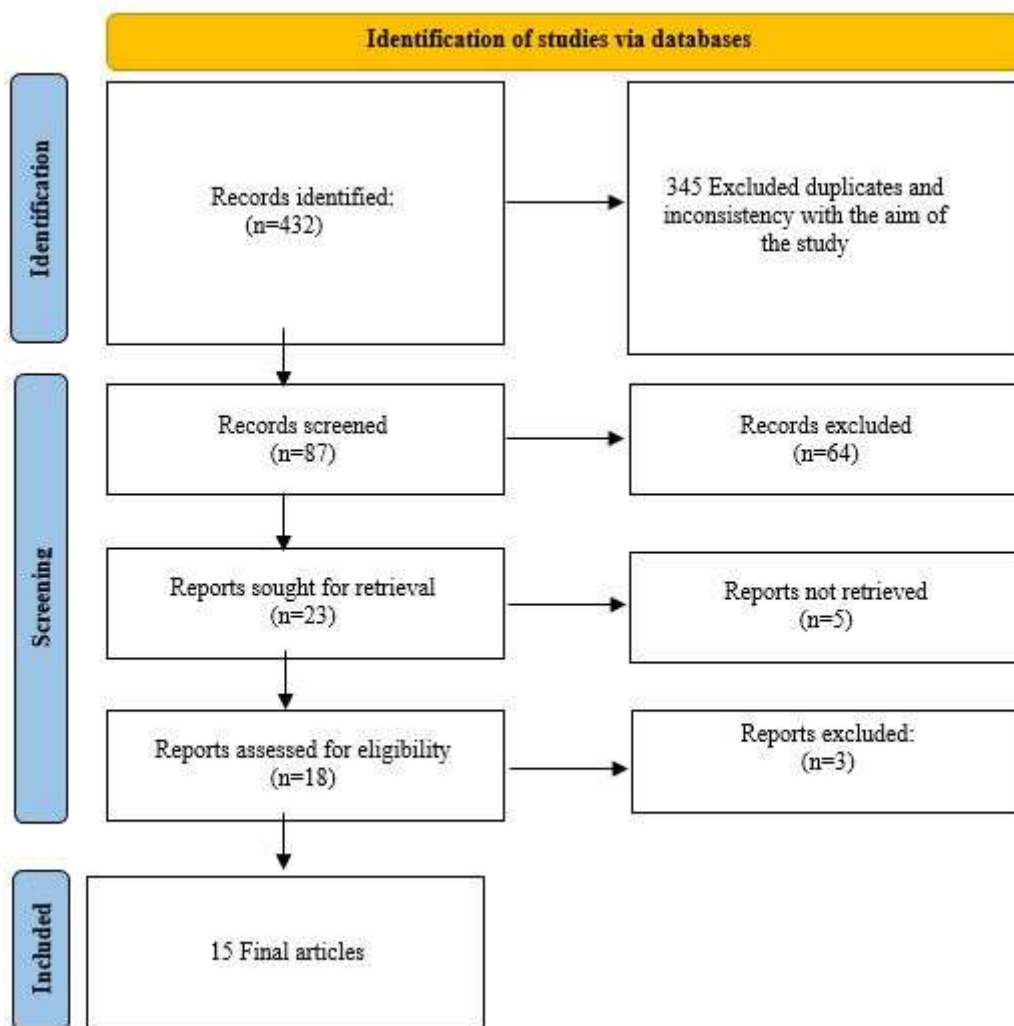 Identification of studies via databases
Identification
Records identified:
(n=432)
345 Excluded duplicates and
inconsistency with the aim of
the study
Screening
Records screened
(n=87)
Records excluded
(n=64)
Reports sought for retrieval
(n=23)
Reports not retrieved
(n=5)
Reports assessed for eligibility
(n=18)
Reports excluded:
(n=3)
Included
15 Final articles